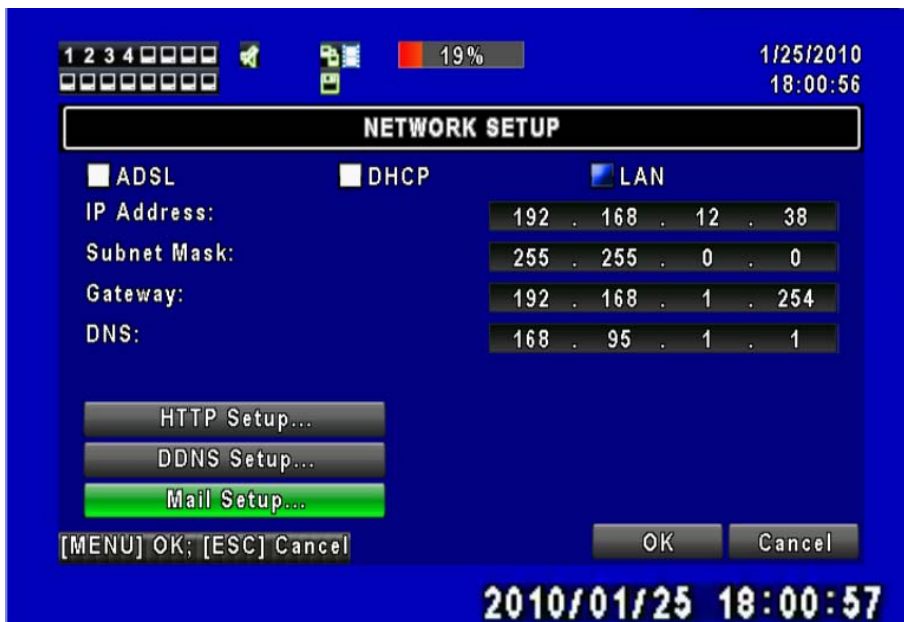 1 2 3 4 19% 1/25/2010
18:00:56
NETWORK SETUP
ADSL DHCP LAN
IP Address: 192 . 168 . 12 . 38
Subnet Mask: 255 . 255 . 0 . 0
Gateway: 192 . 168 . 1 . 254
DNS: 168 . 95 . 1 . 1
HTTP Setup...
DDNS Setup...
Mail Setup...
[MENU] OK; [ESC] Cancel OK Cancel
2010/01/25 18:00:57